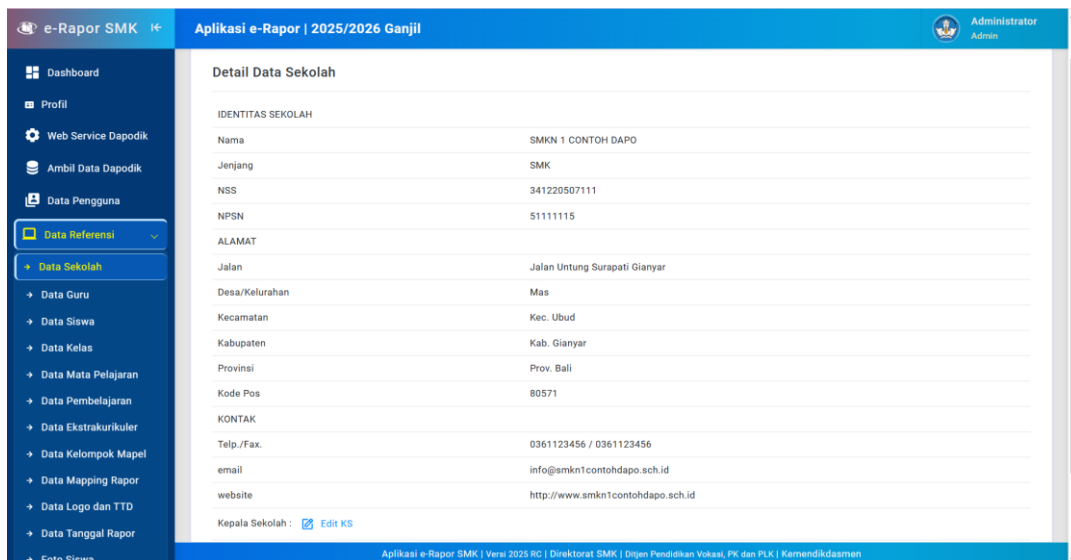 e-Rapor SMK
Aplikasi e-Rapor | 2025/2026 Ganjil
Administrator
Admin
Dashboard
Profil
Web Service Dapodik
Ambil Data Dapodik
Data Pengguna
Data Referensi
Data Sekolah
Data Guru
Data Siswa
Data Kelas
Data Mata Pelajaran
Data Pembelajaran
Data Ekstrakurikuler
Data Kelompok Mapel
Data Mapping Rapor
Data Logo dan TTD
Data Tanggal Rapor
Foto Siswa
Detail Data Sekolah
IDENTITAS SEKOLAH
Nama SMKN 1 CONTOH DAPO
Jenjang SMK
NSS 341220507111
NPSN 51111115
ALAMAT
Jalan Jalan Untung Surapati Gianyar
Desa/Kelurahan Mas
Kecamatan Kec. Ubud
Kabupaten Kab. Gianyar
Provinsi Prov. Bali
Kode Pos 80571
KONTAK
Telp./Fax. 0361123456 / 0361123456
email info@smkn1contohdapo.sch.id
website http://www.smkn1contohdapo.sch.id
Kepala Sekolah : Edit KS
Aplikasi e-Rapor SMK | Versi 2025 RC | Direktorat SMK | Ditjen Pendidikan Vokasi, PK dan PLK | Kemendikdasmen